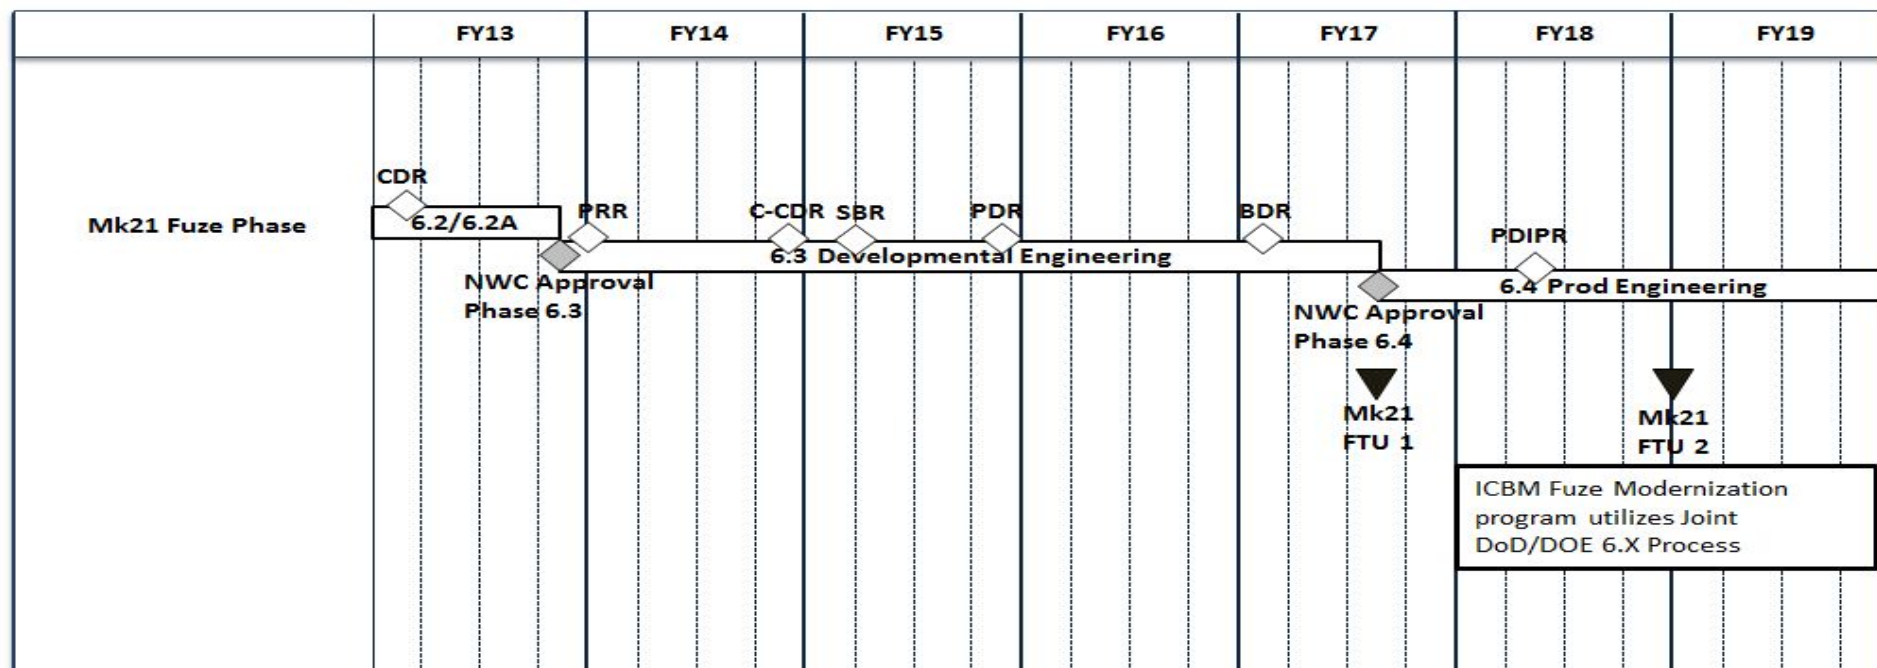 FY13 FY14 FY15 FY16 FY17 FY18 FY19
CDR
Mk21 Fuze Phase
6.2/6.2A
PRR
C-CDR
SBR
PDR
BDR
PDIPR
6.3 Developmental Engineering
NWC Approval
Phase 6.3
6.4 Prod Engineering
NWC Approval
Phase 6.4
Mk21
FTU 1
Mk21
FTU 2
ICBM Fuze Modernization
program utilizes Joint
DoD/DOE 6.X Process